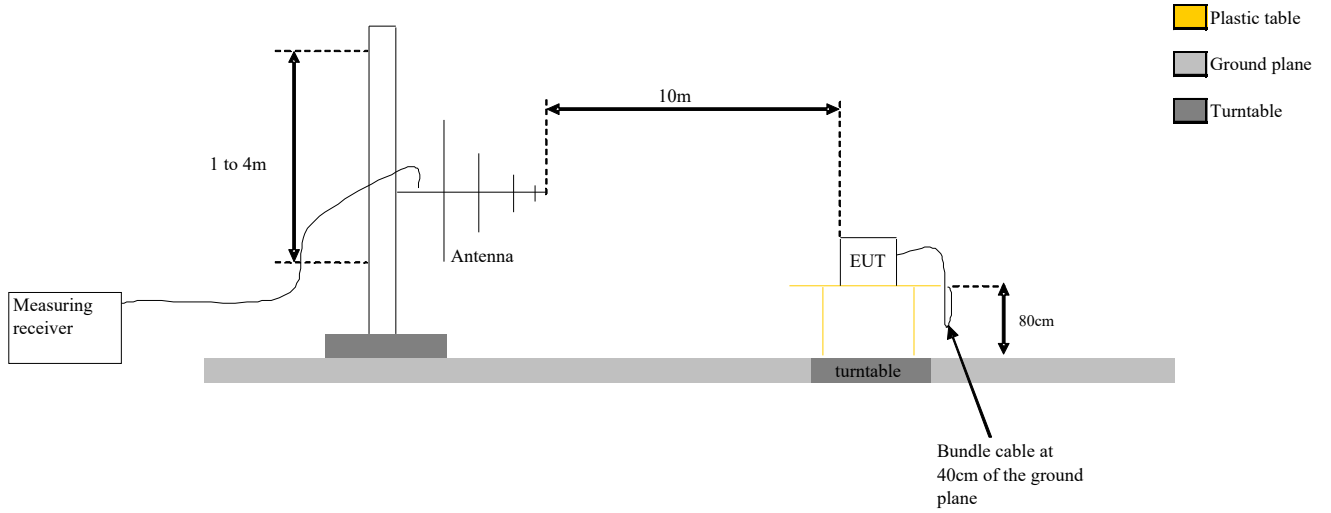 Plastic table
Ground plane
Turntable
10m
1 to 4m
Antenna
EUT
Measuring
receiver
80cm
turntable
Bundle cable at
40cm of the ground
plane